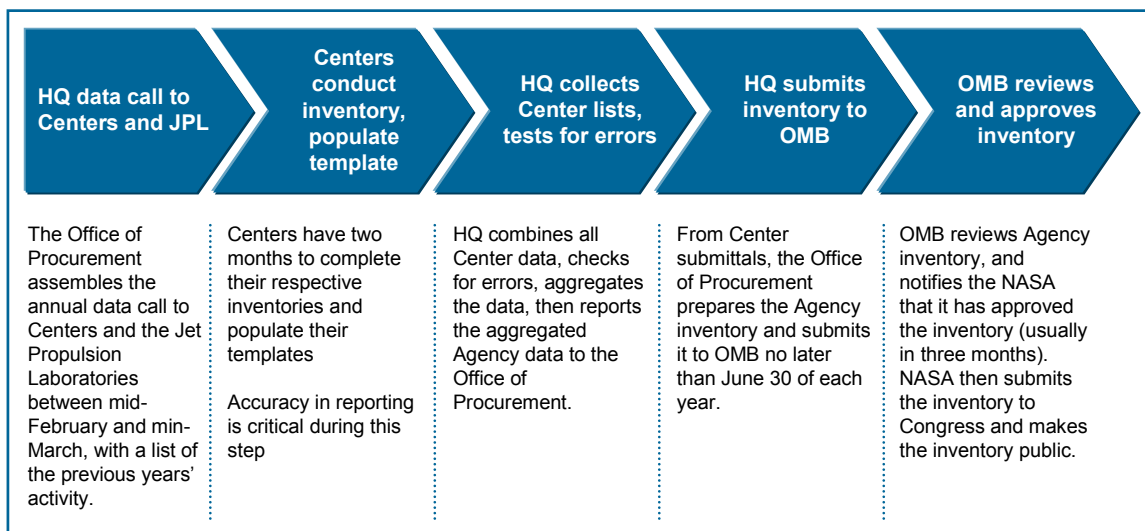 HQ data call to
Centers and JPL
Centers
conduct
inventory,
populate
template
HQ collects
Center lists,
tests for errors
HQ submits
inventory to
OMB
OMB reviews
and approves
inventory
The Office of
Procurement
assembles the
annual data call to
Centers and the Jet
Propulsion
Laboratories
between mid-
February and min-
March, with a list of
the previous years’
activity.
Centers have two
months to complete
their respective
inventories and
populate their
templates
Accuracy in reporting
is critical during this
step
HQ combines all
Center data, checks
for errors, aggregates
the data, then reports
the aggregated
Agency data to the
Office of
Procurement.
From Center
submittals, the Office
of Procurement
prepares the Agency
inventory and submits
it to OMB no later
than June 30 of each
year.
OMB reviews Agency
inventory, and
notifies the NASA
that it has approved
the inventory (usually
in three months).
NASA then submits
the inventory to
Congress and makes
the inventory public.